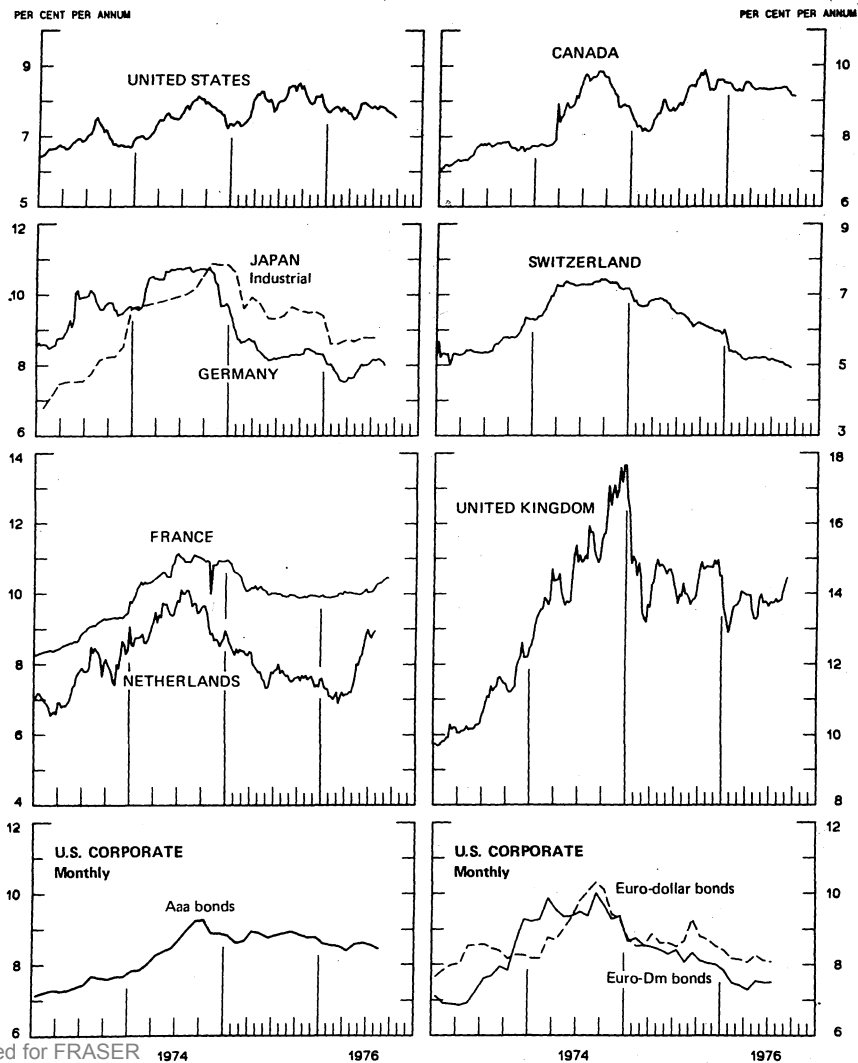 PER CENT PER ANNUM
PER CENT PER ANNUM
9
7
5
UNITED STATES
CANADA
10
8
6
12
10
8
6
JAPAN
Industrial
GERMANY
SWITZERLAND
9
7
5
3
14
12
10
8
6
4
FRANCE
NETHERLANDS
UNITED KINGDOM
18
16
14
12
10
8
12
10
8
6
U.S. CORPORATE
Monthly
Aaa bonds
U.S. CORPORATE
Monthly
Euro-dollar bonds
Euro-Dm bonds
12
10
8
6
ed for FRASER
1974
1976
1974
1976